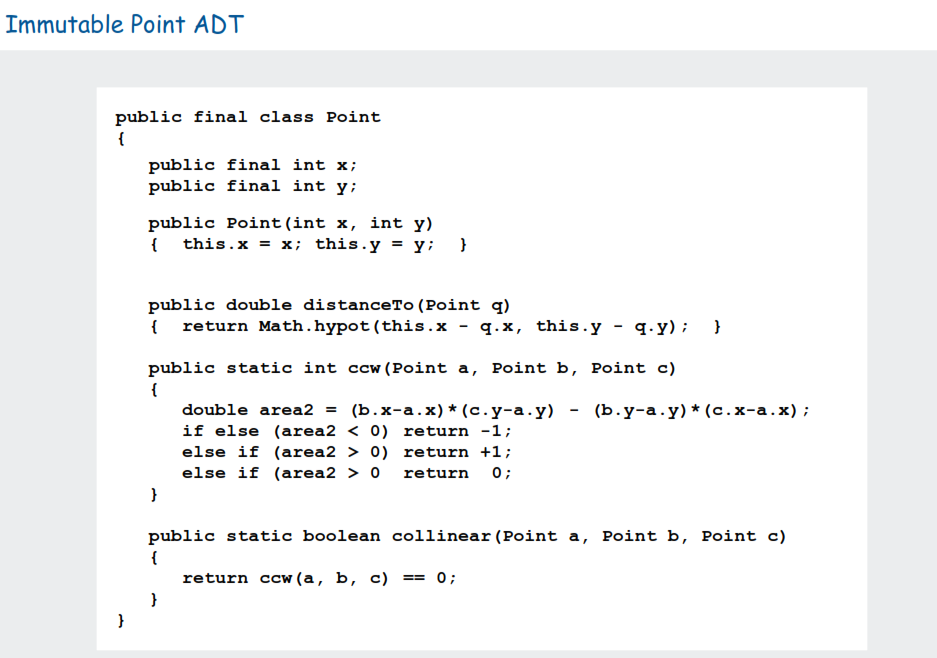 Immutable Point ADT
public final class Point
{
public final int x;
public final int y;
public Point(int x, int y)
{ this.x = x; this.y = y; }
public double distanceTo(Point q)
{ return Math.hypot(this.x - q.x, this.y - q.y); }
public static int ccw(Point a, Point b, Point c)
{
double area2 = (b.x-a.x)*(c.y-a.y) - (b.y-a.y)*(c.x-a.x);
if else (area2 < 0) return -1;
else if (area2 > 0) return +1;
else if (area2 > 0 return 0;
}
public static boolean collinear(Point a, Point b, Point c)
{
return ccw(a, b, c) == 0;
}
}